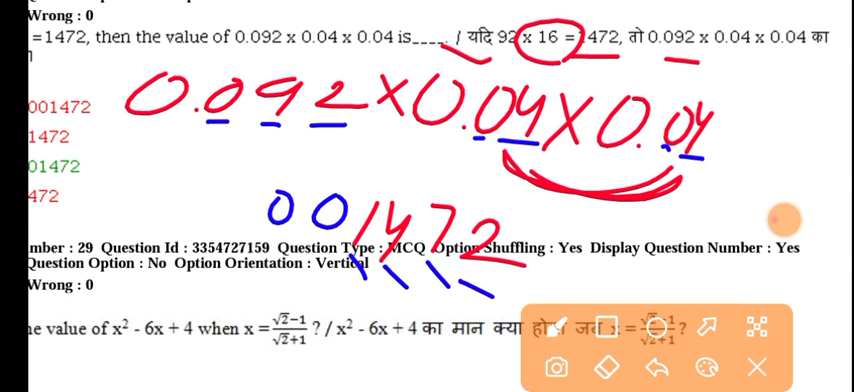 Wrong : 0
=1472, then the value of 0.092 x 0.04 x 0.04 is____. / यदि 92 x 16 = 1472, तो 0.092 x 0.04 x 0.04 का
001472
1472
01472
472
0.092×0.04×0.04
001472
mber : 29 Question Id : 3354727159 Question Type : MCQ Option Shuffling : Yes Display Question Number : Yes
Question Option : No Option Orientation : Vertical
Wrong : 0
e value of x² - 6x + 4 when x = √2−1/√2+1 ? / x² - 6x + 4 का मान क्या